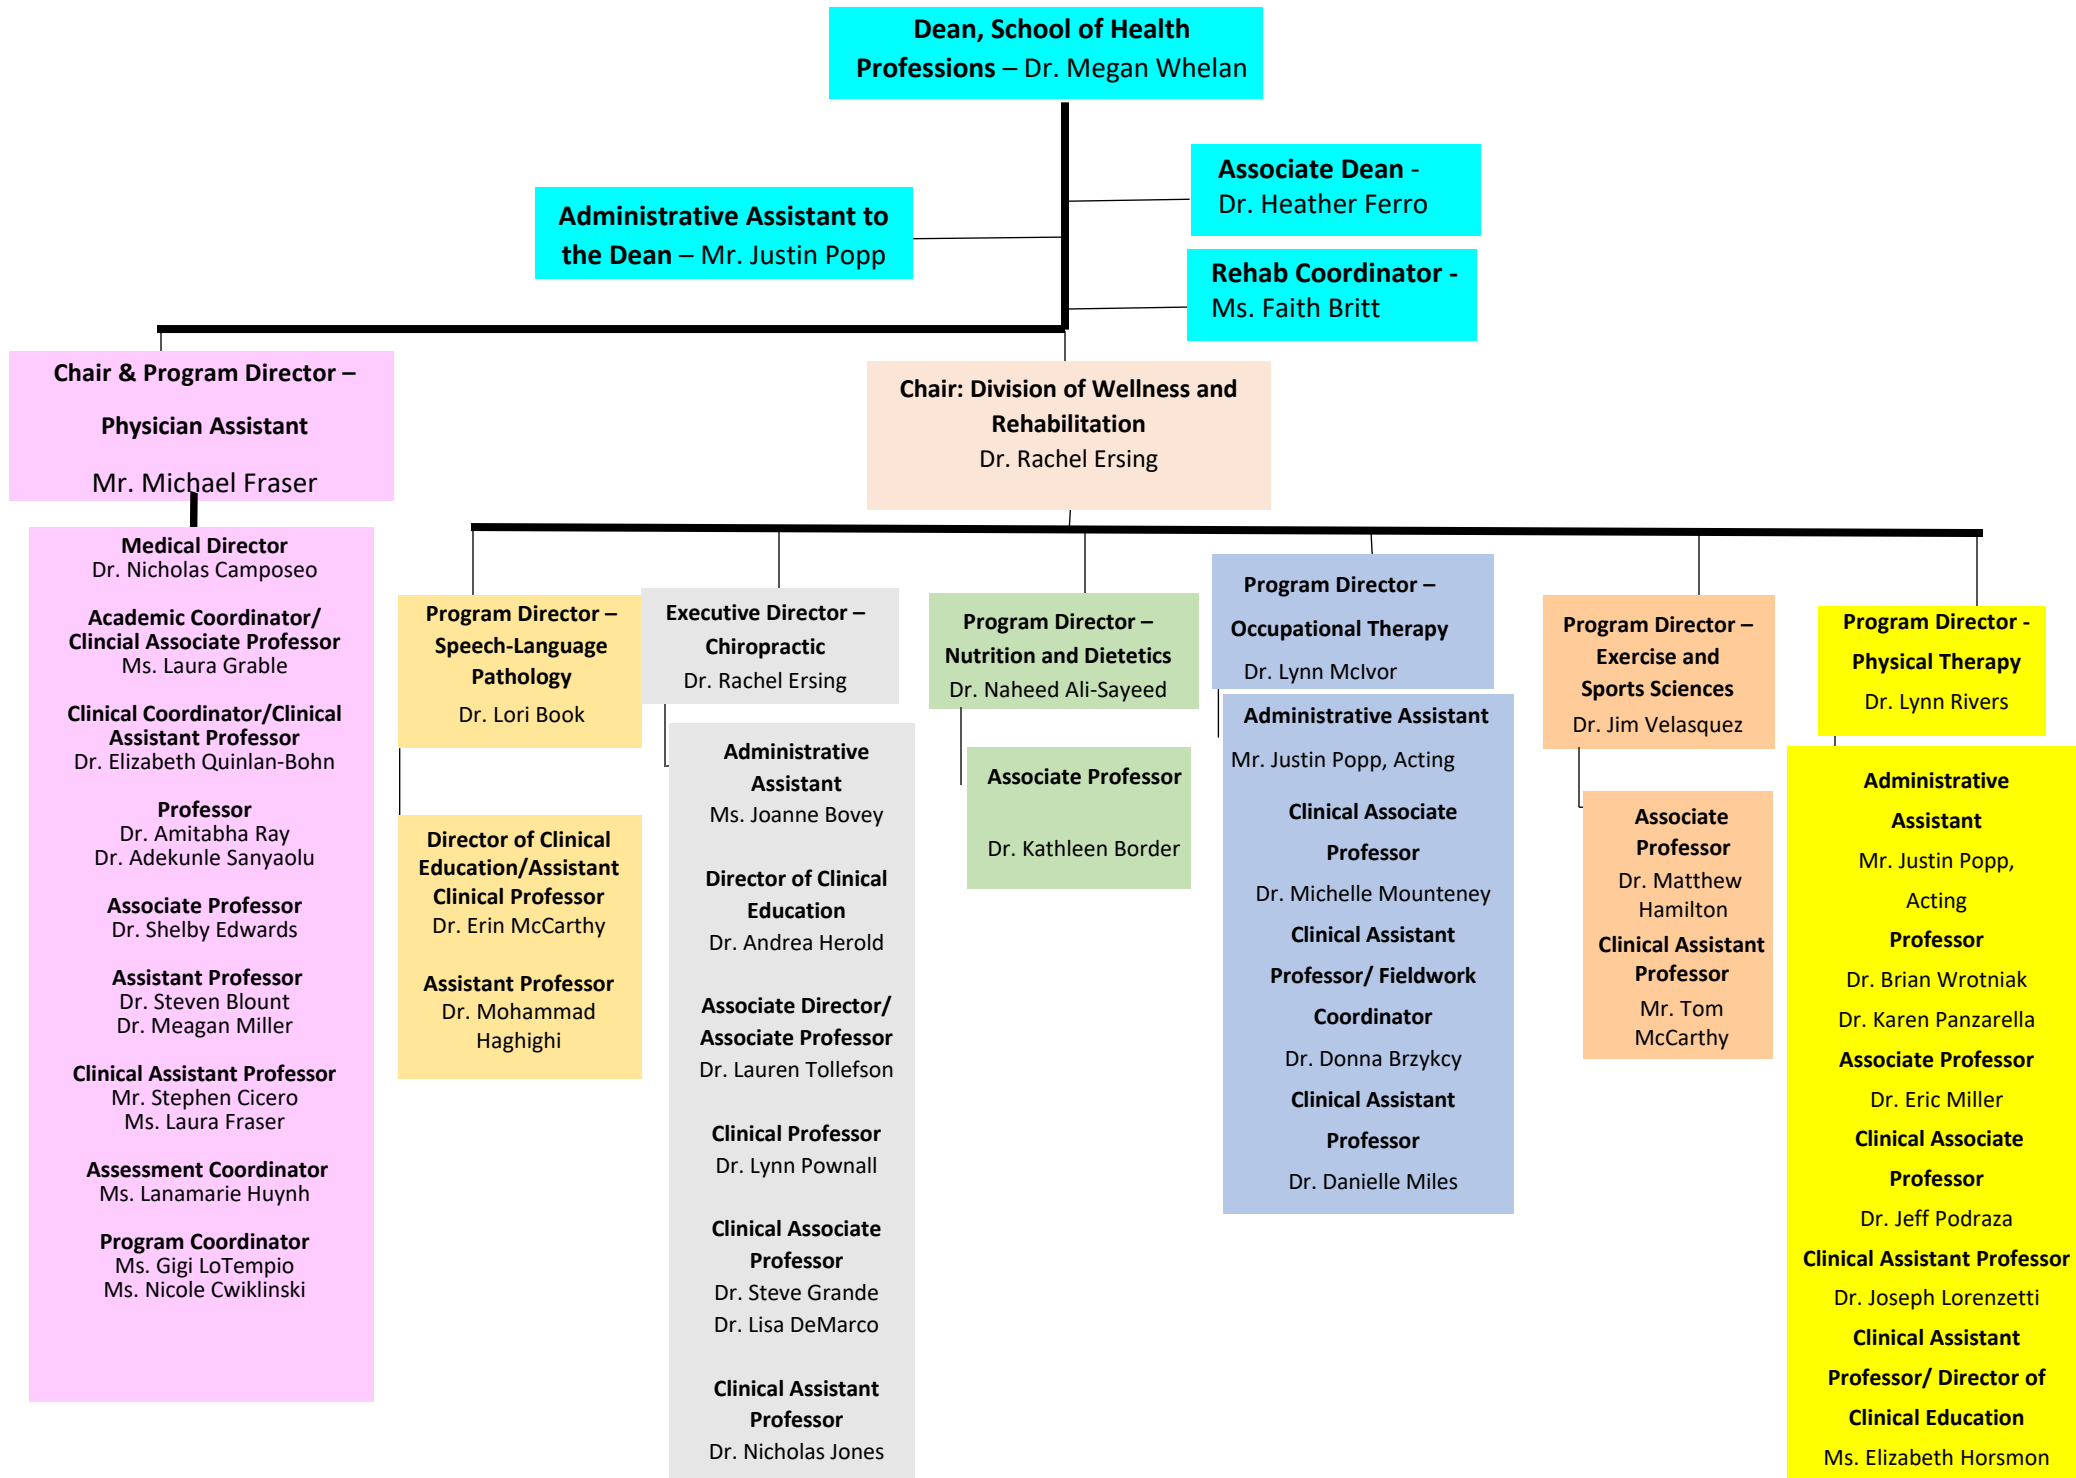 Dean, School of Health
Professions – Dr. Megan Whelan
Associate Dean -
Dr. Heather Ferro
Administrative Assistant to
the Dean – Mr. Justin Popp
Rehab Coordinator -
Ms. Faith Britt
Chair & Program Director –
Physician Assistant
Mr. Michael Fraser
Chair: Division of Wellness and
Rehabilitation
Dr. Rachel Ersing
Medical Director
Dr. Nicholas Camposeo
Academic Coordinator/
Clincial Associate Professor
Ms. Laura Grable
Clinical Coordinator/Clinical
Assistant Professor
Dr. Elizabeth Quinlan-Bohn
Professor
Dr. Amitabha Ray
Dr. Adekunle Sanyaolu
Associate Professor
Dr. Shelby Edwards
Assistant Professor
Dr. Steven Blount
Dr. Meagan Miller
Clinical Assistant Professor
Mr. Stephen Cicero
Ms. Laura Fraser
Assessment Coordinator
Ms. Lanamarie Huynh
Program Coordinator
Ms. Gigi LoTempio
Ms. Nicole Cwiklinski
Program Director –
Speech-Language
Pathology
Dr. Lori Book
Director of Clinical
Education/Assistant
Clinical Professor
Dr. Erin McCarthy
Assistant Professor
Dr. Mohammad
Haghighi
Executive Director –
Chiropractic
Dr. Rachel Ersing
Administrative
Assistant
Ms. Joanne Bovey
Director of Clinical
Education
Dr. Andrea Herold
Associate Director/
Associate Professor
Dr. Lauren Tollefson
Clinical Professor
Dr. Lynn Pownall
Clinical Associate
Professor
Dr. Steve Grande
Dr. Lisa DeMarco
Clinical Assistant
Professor
Dr. Nicholas Jones
Program Director –
Nutrition and Dietetics
Dr. Naheed Ali-Sayeed
Associate Professor
Dr. Kathleen Border
Program Director –
Occupational Therapy
Dr. Lynn McIvor
Administrative Assistant
Mr. Justin Popp, Acting
Clinical Associate
Professor
Dr. Michelle Mounteney
Clinical Assistant
Professor/ Fieldwork
Coordinator
Dr. Donna Brzykcy
Clinical Assistant
Professor
Dr. Danielle Miles
Program Director –
Exercise and
Sports Sciences
Dr. Jim Velasquez
Associate
Professor
Dr. Matthew
Hamilton
Clinical Assistant
Professor
Mr. Tom
McCarthy
Program Director -
Physical Therapy
Dr. Lynn Rivers
Administrative
Assistant
Mr. Justin Popp,
Acting
Professor
Dr. Brian Wrotniak
Dr. Karen Panzarella
Associate Professor
Dr. Eric Miller
Clinical Associate
Professor
Dr. Jeff Podraza
Clinical Assistant Professor
Dr. Joseph Lorenzetti
Clinical Assistant
Professor/ Director of
Clinical Education
Ms. Elizabeth Horsmon